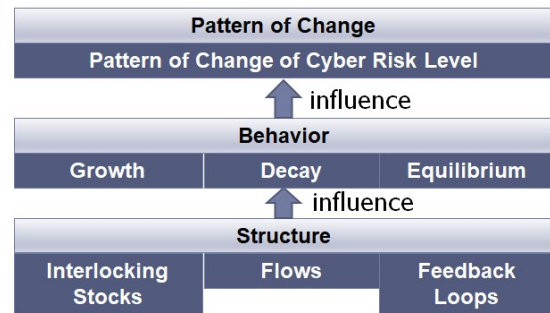 Pattern of Change
Pattern of Change of Cyber Risk Level
influence
Behavior
Growth Decay Equilibrium
influence
Structure
Interlocking Stocks
Flows
Feedback Loops